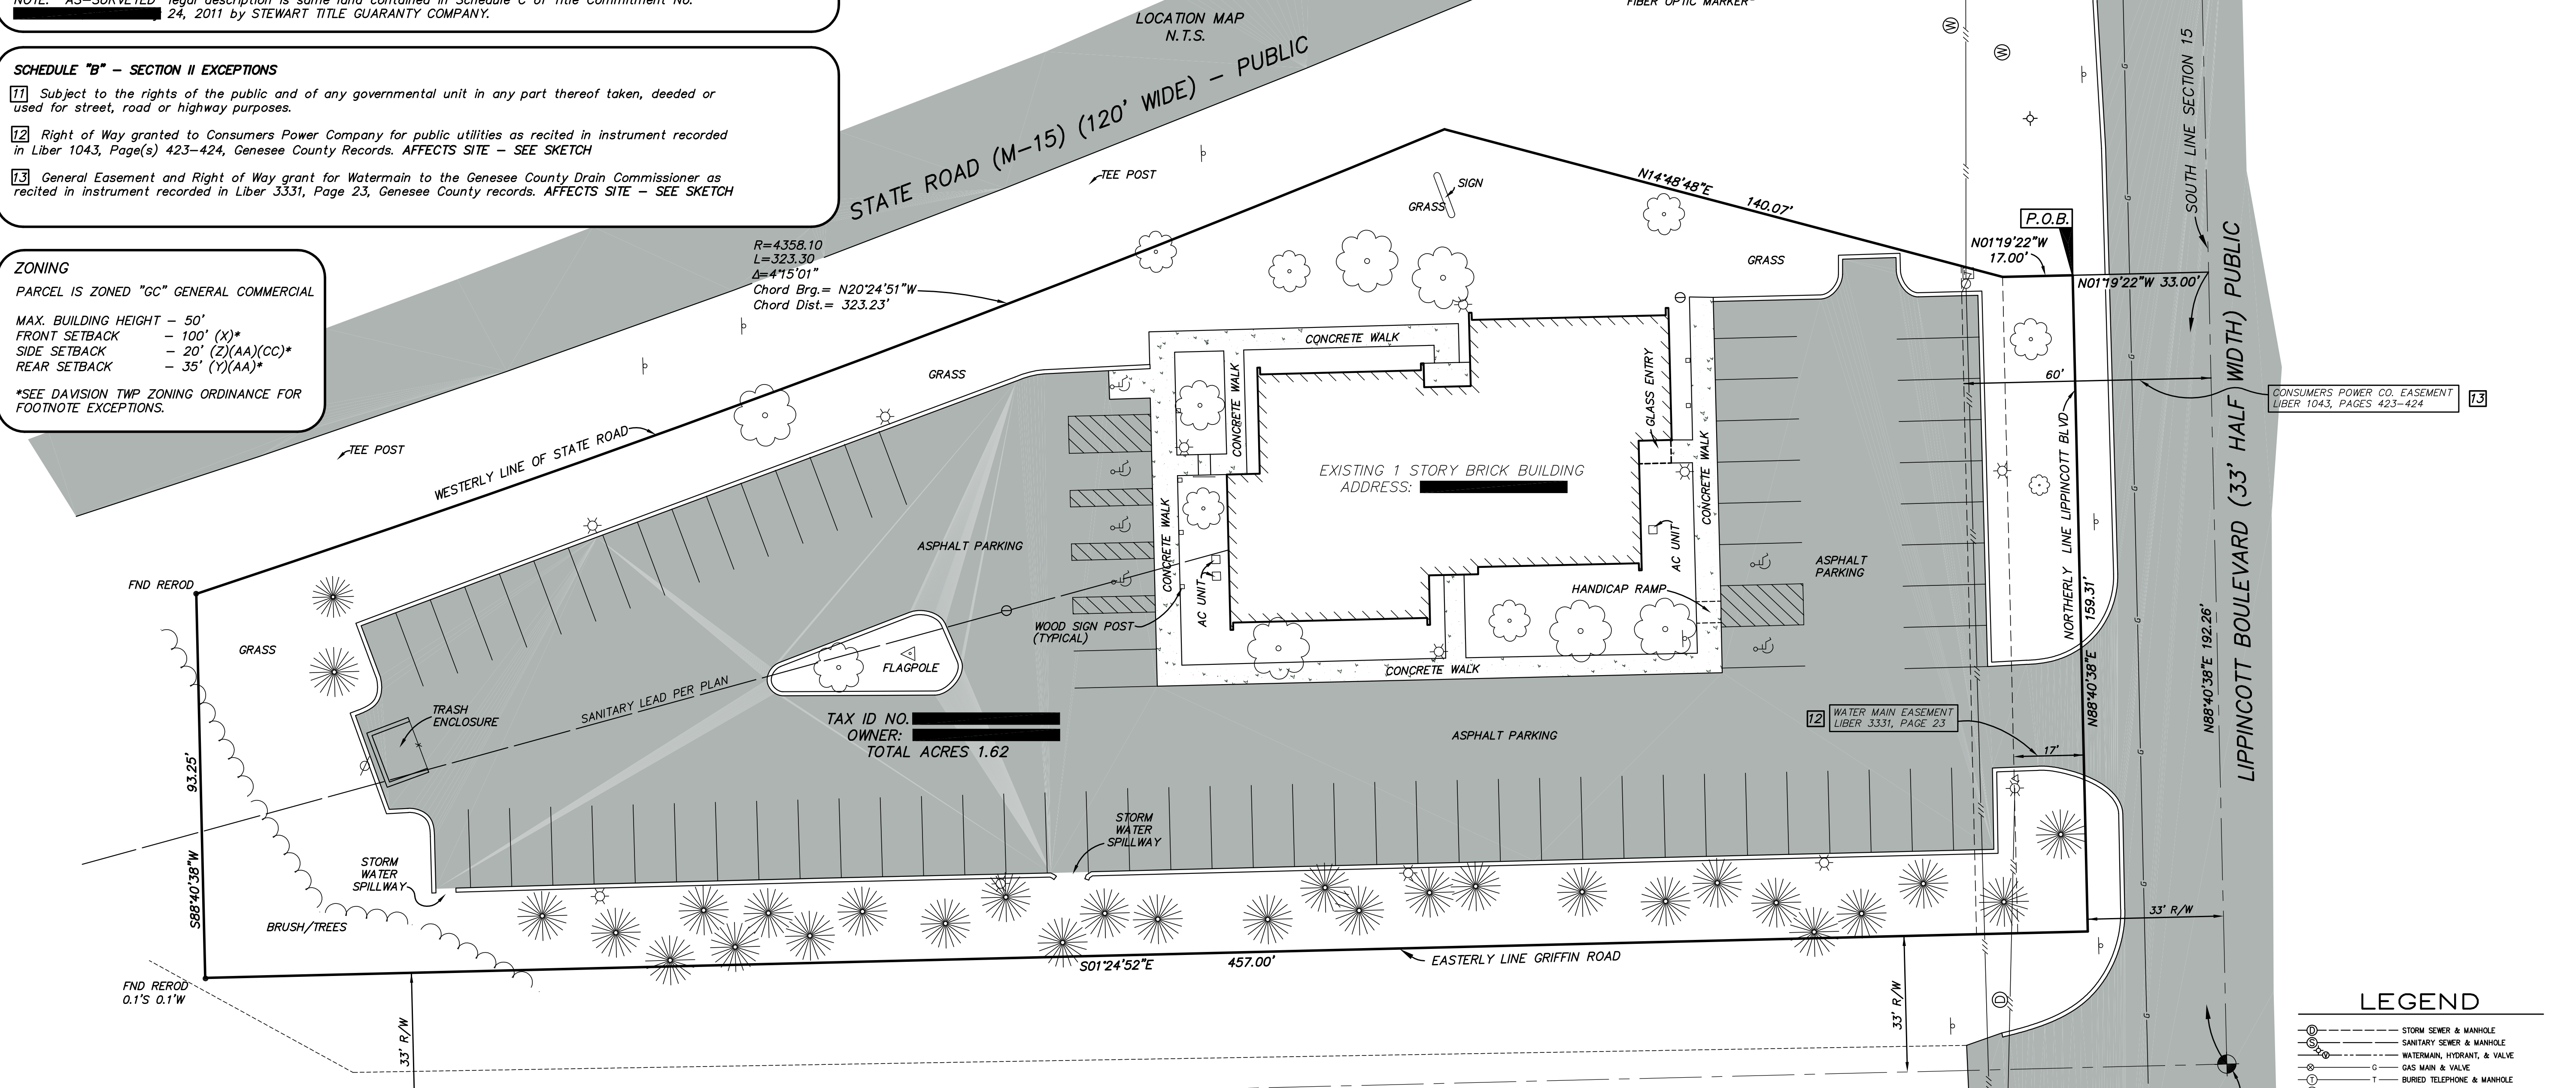 NOTE: "AS-SURVEYED" legal description is same land contained in Schedule C of Title Commitment No.
24, 2011 by STEWART TITLE GUARANTY COMPANY.
SCHEDULE "B" – SECTION II EXCEPTIONS
11 Subject to the rights of the public and of any governmental unit in any part thereof taken, deeded or
used for street, road or highway purposes.
12 Right of Way granted to Consumers Power Company for public utilities as recited in instrument recorded
in Liber 1043, Page(s) 423–424, Genesee County Records. AFFECTS SITE – SEE SKETCH
13 General Easement and Right of Way grant for Watermain to the Genesee County Drain Commissioner as
recited in instrument recorded in Liber 3331, Page 23, Genesee County records. AFFECTS SITE – SEE SKETCH
ZONING
PARCEL IS ZONED "GC" GENERAL COMMERCIAL
MAX. BUILDING HEIGHT – 50'
FRONT SETBACK – 100' (X)*
SIDE SETBACK – 20' (Z)(AA)(CC)*
REAR SETBACK – 35' (Y)(AA)*
*SEE DAVISION TWP ZONING ORDINANCE FOR
FOOTNOTE EXCEPTIONS.
LOCATION MAP
N.T.S.
FIBER OPTIC MARKER
STATE ROAD (M–15) (120' WIDE) – PUBLIC
TEE POST
TEE POST
R=4358.10
L=323.30
Δ=4°15'01"
Chord Brg.= N20°24'51"W
Chord Dist.= 323.23'
WESTERLY LINE OF STATE ROAD
SIGN
GRASS
N14°48'48"E
140.07'
GRASS
P.O.B.
N01°19'22"W
17.00'
N01°19'22"W 33.00'
SOUTH LINE SECTION 15
LIPPINCOTT BOULEVARD (33' HALF WIDTH) PUBLIC
60'
CONSUMERS POWER CO. EASEMENT
LIBER 1043, PAGES 423–424
13
NORTHERLY LINE LIPPINCOTT BLVD
159.31'
N88°40'38"E
N88°40'38"E 192.26'
GRASS
CONCRETE WALK
CONCRETE WALK
CONCRETE WALK
CONCRETE WALK
CONCRETE WALK
GLASS ENTRY
EXISTING 1 STORY BRICK BUILDING
ADDRESS:
AC UNIT
AC UNIT
HANDICAP RAMP
WOOD SIGN POST
(TYPICAL)
ASPHALT PARKING
ASPHALT
PARKING
ASPHALT PARKING
FLAGPOLE
SANITARY LEAD PER PLAN
TRASH
ENCLOSURE
TAX ID NO.
OWNER:
TOTAL ACRES 1.62
12
WATER MAIN EASEMENT
LIBER 3331, PAGE 23
17'
FND REROD
GRASS
93.25'
S88°40'38"W
STORM
WATER
SPILLWAY
STORM
WATER
SPILLWAY
BRUSH/TREES
FND REROD
0.1'S 0.1'W
S01°24'52"E
457.00'
EASTERLY LINE GRIFFIN ROAD
33' R/W
33' R/W
33' R/W
D
W
W
G
G
G
G
G
G
G
G
LEGEND
D STORM SEWER & MANHOLE
S SANITARY SEWER & MANHOLE
WATERMAIN, HYDRANT, & VALVE
G GAS MAIN & VALVE
T T BURIED TELEPHONE & MANHOLE